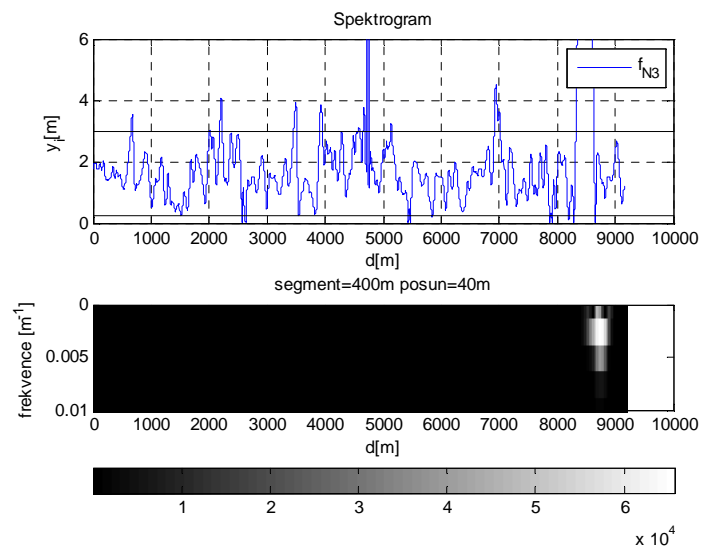 Spektrogram
6
4
2
0
y_i[m]
f_N3
0 1000 2000 3000 4000 5000 6000 7000 8000 9000 10000
d[m]
segment=400m posun=40m
0
0.005
0.01
frekvence [m^-1]
0 1000 2000 3000 4000 5000 6000 7000 8000 9000 10000
d[m]
1 2 3 4 5 6
x 10^4